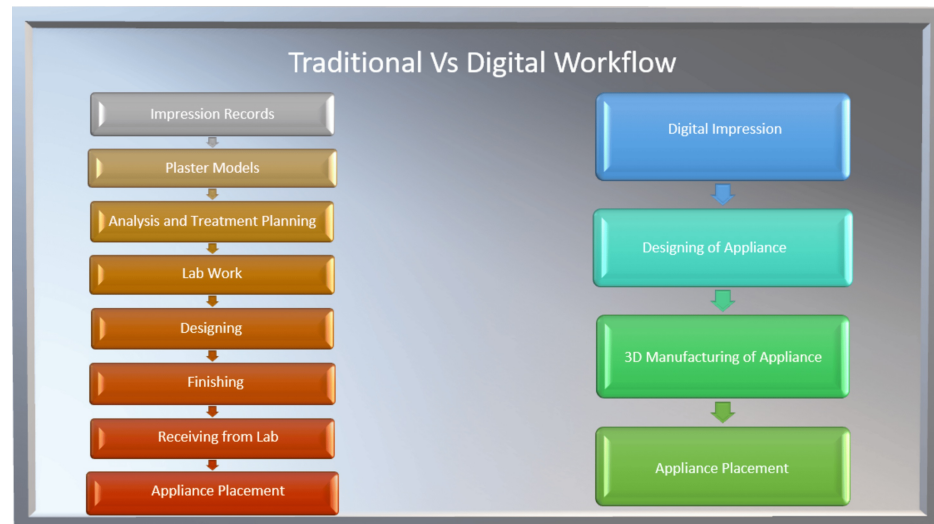 Traditional Vs Digital Workflow
Impression Records
Plaster Models
Analysis and Treatment Planning
Lab Work
Designing
Finishing
Receiving from Lab
Appliance Placement
Digital Impression
Designing of Appliance
3D Manufacturing of Appliance
Appliance Placement